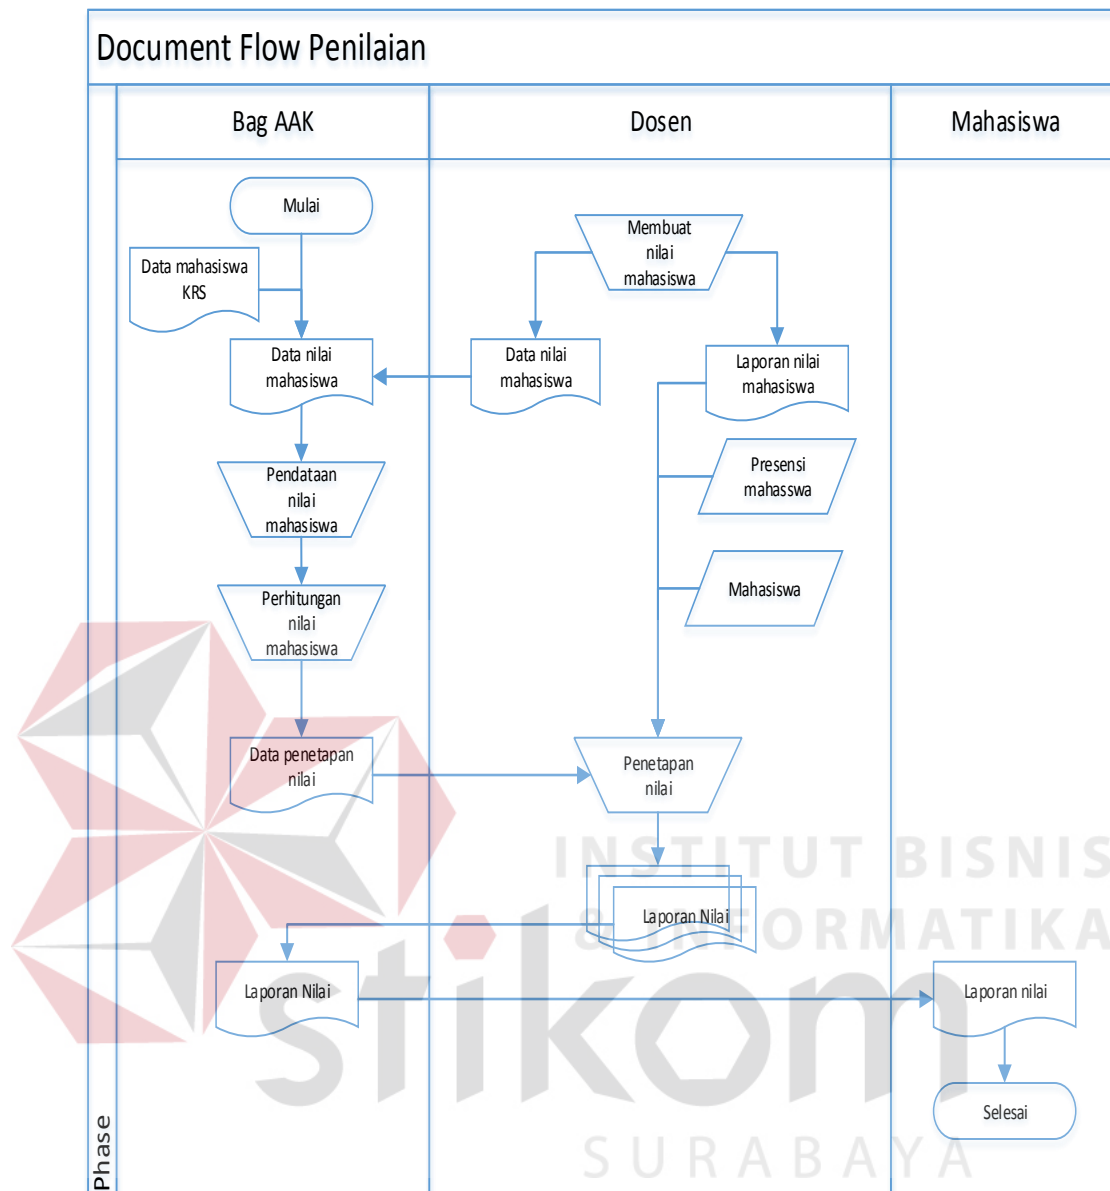 Document Flow Penilaian
Bag AAK
Dosen
Mahasiswa
Mulai
Membuat
nilai
mahasiswa
Data mahasiswa
KRS
Data nilai
mahasiswa
Data nilai
mahasiswa
Laporan nilai
mahasiswa
Pendataan
nilai
mahasiswa
Presensi
mahasswa
Perhitungan
nilai
mahasiswa
Mahasiswa
Data penetapan
nilai
Penetapan
nilai
INSTITUT BISNIS
& INFORMATIKA
Laporan Nilai
Laporan Nilai
Laporan nilai
stikom
Selesai
SURABAYA
Phase